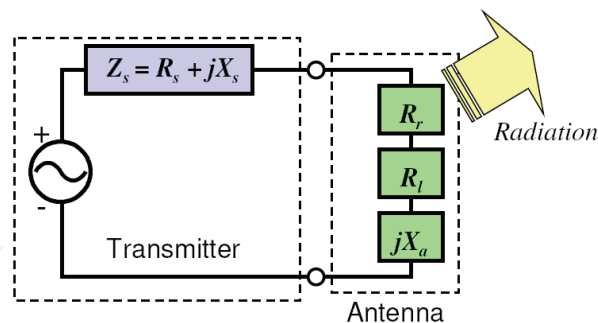 Z_s = R_s + jX_s
R_r
Radiation
+
R_l
-
jX_a
Transmitter
Antenna